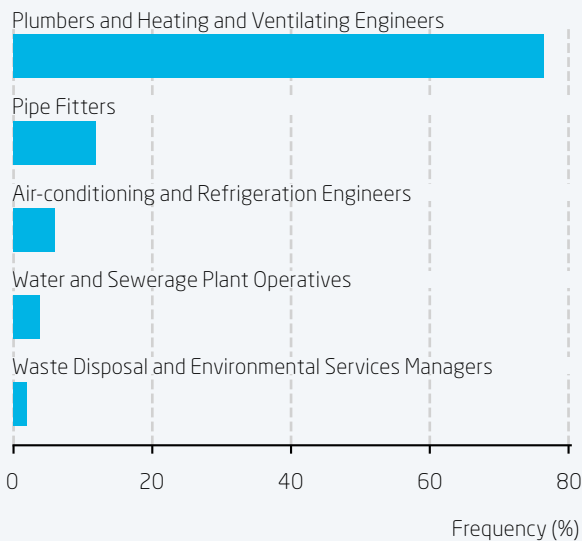 Plumbers and Heating and Ventilating Engineers
Pipe Fitters
Air-conditioning and Refrigeration Engineers
Water and Sewerage Plant Operatives
Waste Disposal and Environmental Services Managers
0 20 40 60 80
Frequency (%)